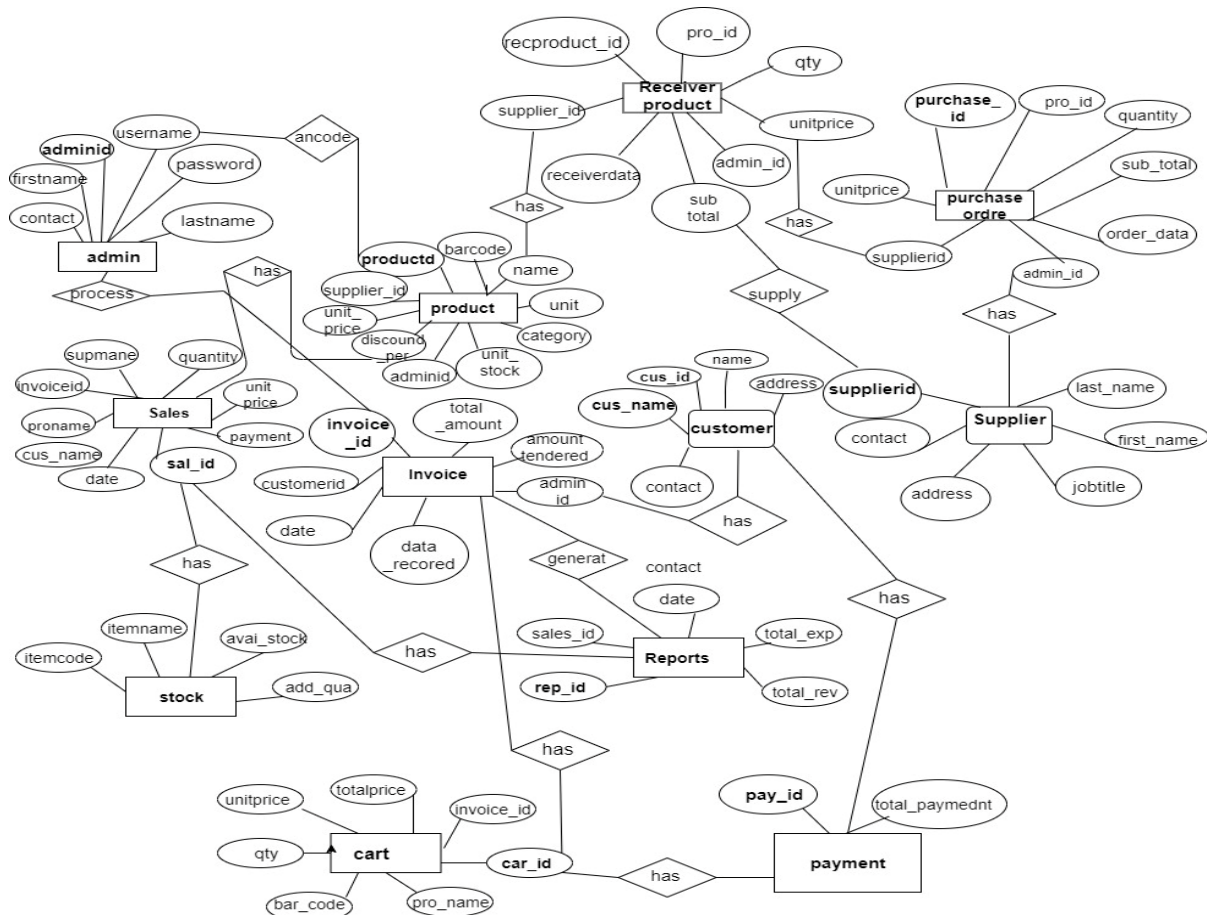 recproduct_id
pro_id
qty
Receiver
product
supplier_id
unitprice
receiverdata
admin_id
sub
total
purchase_
id
pro_id
quantity
sub_total
unitprice
purchase
ordre
order_data
supplierid
admin_id
has
username
ancode
adminid
password
firstname
contact
lastname
admin
process
has
has
productd
barcode
name
supplier_id
product
unit
unit_
price
discound
_per
category
adminid
unit_
stock
supply
has
supmane
quantity
invoiceid
Sales
unit
price
proname
payment
cus_name
date
sal_id
invoice
_id
total
_amount
amount
tendered
customerid
Invoice
admin
id
date
data
_recored
name
cus_id
address
cus_name
customer
contact
has
supplierid
last_name
contact
Supplier
first_name
address
jobtitle
has
generat
contact
date
has
itemname
avai_stock
itemcode
stock
add_qua
has
sales_id
total_exp
Reports
rep_id
total_rev
has
unitprice
totalprice
invoice_id
qty
cart
car_id
bar_code
pro_name
has
pay_id
total_paymednt
payment